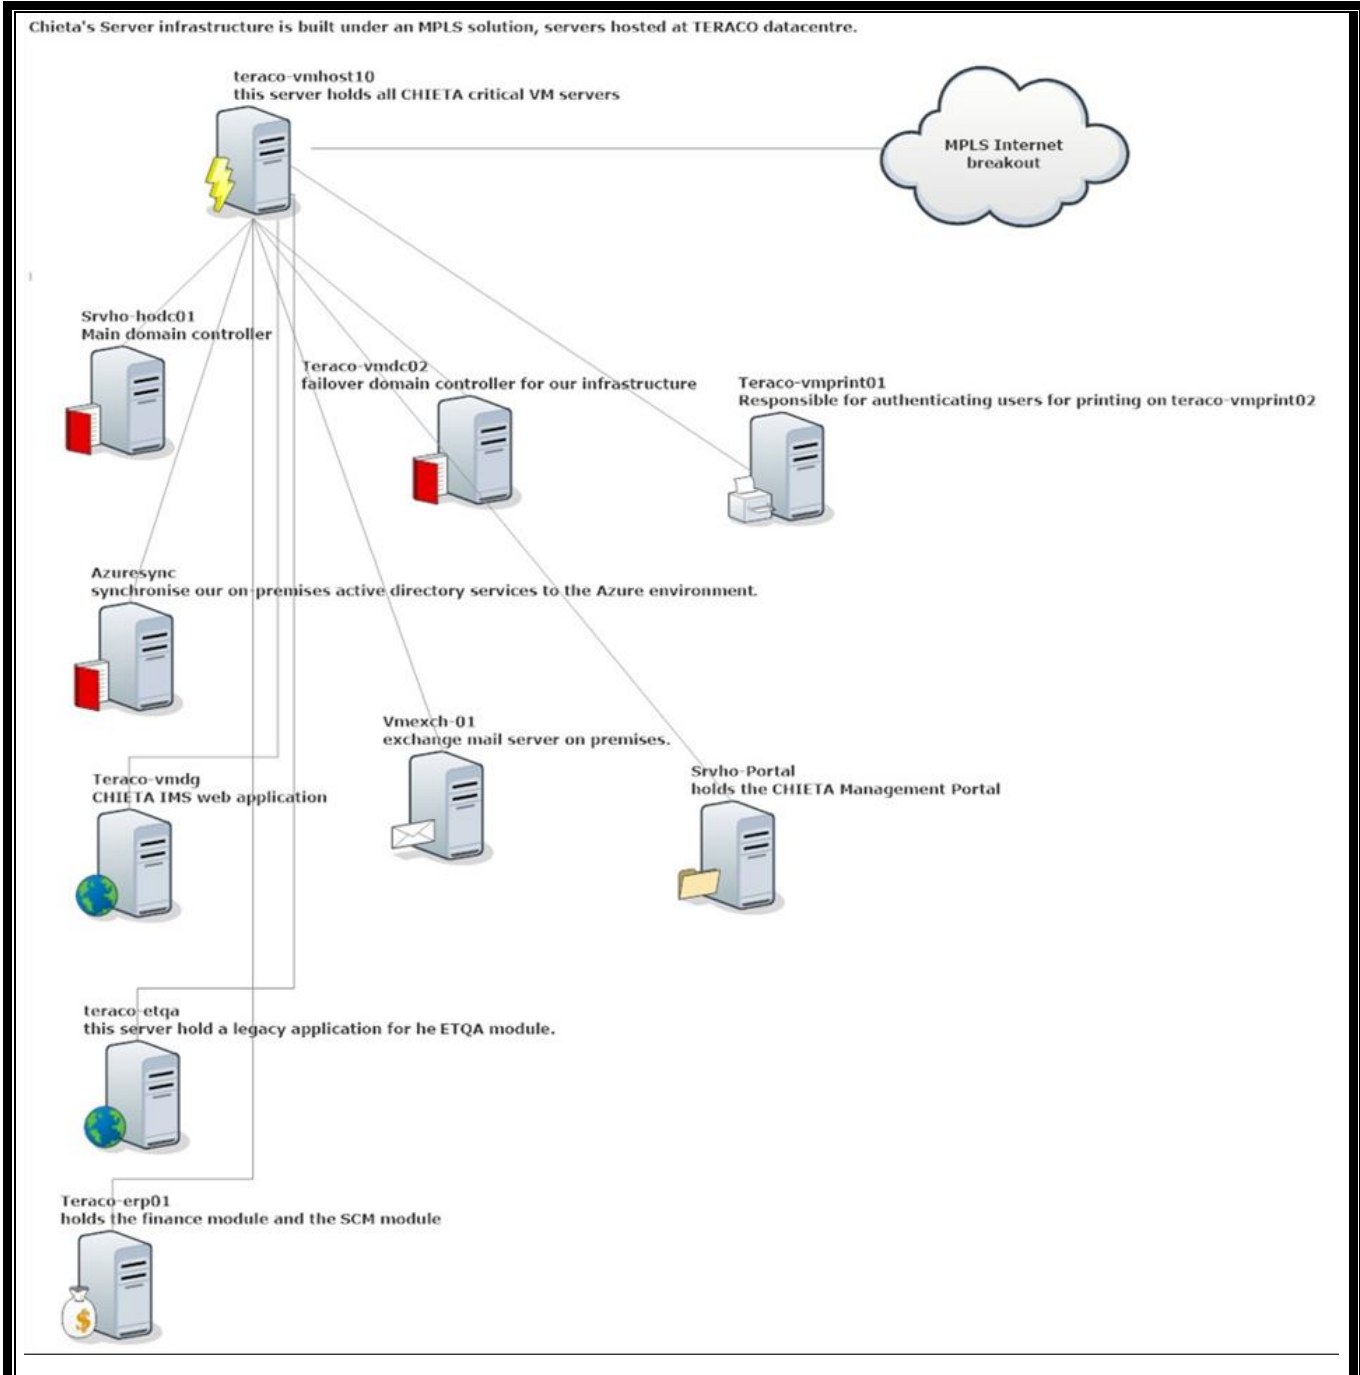 Chieta's Server infrastructure is built under an MPLS solution, servers hosted at TERACO datacentre.
teraco-vmhost10
this server holds all CHIETA critical VM servers
MPLS Internet
breakout
Srvho-hodc01
Main domain controller
Teraco-vmdc02
failover domain controller for our infrastructure
Teraco-vmprint01
Responsible for authenticating users for printing on teraco-vmprint02
Azuresync
synchronise our on-premises active directory services to the Azure environment.
Vmexch-01
exchange mail server on premises.
Teraco-vmdg
CHIETA IMS web application
Srvho-Portal
holds the CHIETA Management Portal
teraco-etqa
this server hold a legacy application for he ETQA module.
Teraco-erp01
holds the finance module and the SCM module
$